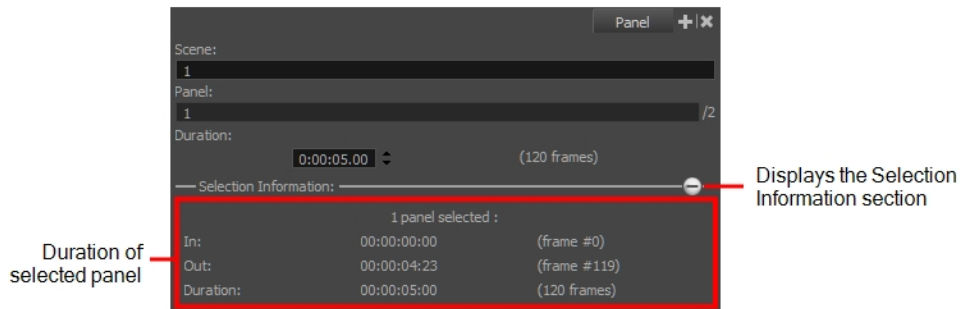 Panel
Scene:
1
Panel:
1 /2
Duration:
0:00:05.00 (120 frames)
Selection Information:
Displays the Selection
Information section
1 panel selected :
In: 00:00:00:00 (frame #0)
Out: 00:00:04:23 (frame #119)
Duration: 00:00:05:00 (120 frames)
Duration of
selected panel